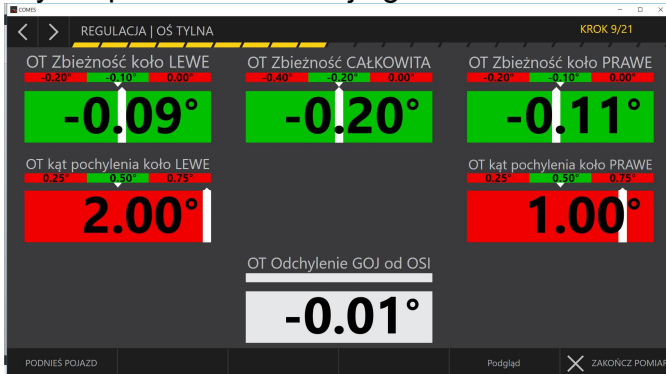 COMES
REGULACJA | OŚ TYLNA
KROK 9/21
OT Zbieżność koło LEWE
OT Zbieżność CAŁKOWITA
OT Zbieżność koło PRAWE
-0.20° -0.10° 0.00°
-0.40° -0.20° 0.00°
-0.20° -0.10° 0.00°
-0.09°
-0.20°
-0.11°
OT kąt pochylenia koło LEWE
OT kąt pochylenia koło PRAWE
0.25° 0.50° 0.75°
0.25° 0.50° 0.75°
2.00°
1.00°
OT Odchylenie GOJ od OSI
-0.01°
PODNIEŚ POJAZD
Podgląd
ZAKOŃCZ POMIAR